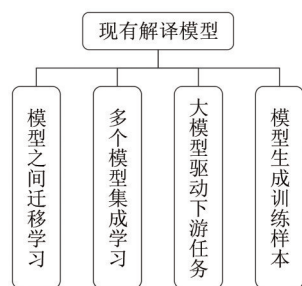 现有解译模型
模型之间迁移学习
多个模型集成学习
大模型驱动下游任务
模型生成训练样本